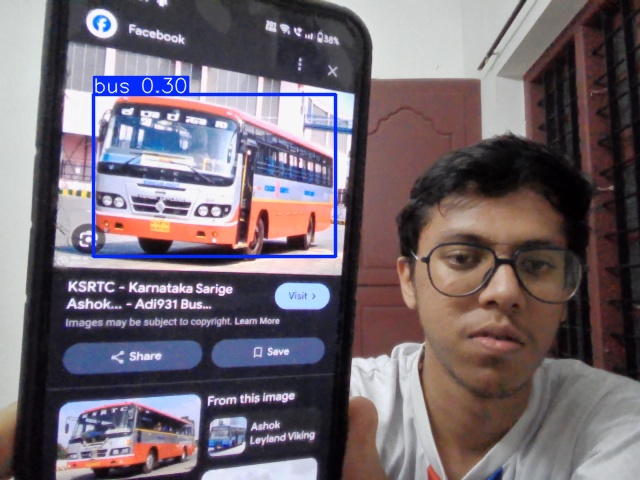 Facebook
38%
bus 0.30
KSRTC - Karnataka Sarige
Ashok... - Adi931 Bus...
Visit >
Images may be subject to copyright. Learn More
Share
Save
From this image
Ashok
Leyland Viking